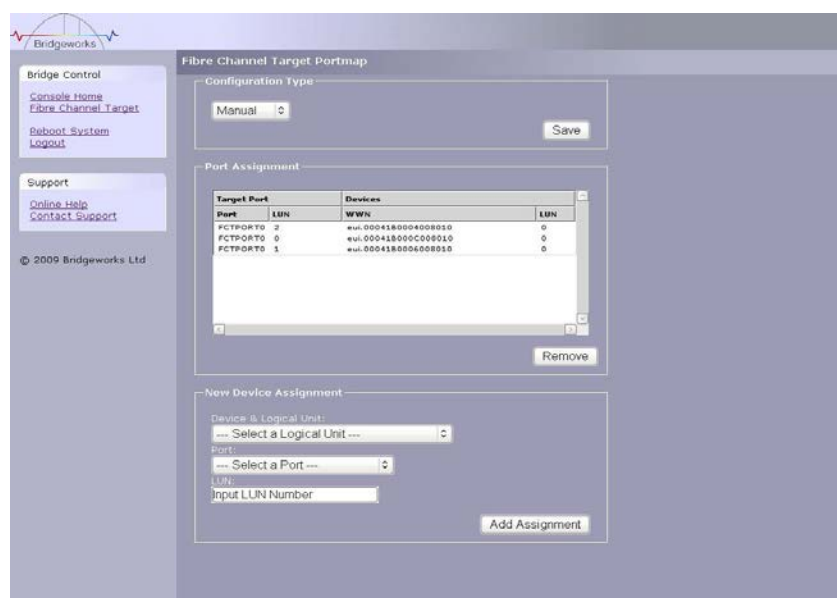 Bridgeworks
Bridge Control
Console Home
Fibre Channel Target
Reboot System
Logout
Support
Online Help
Contact Support
© 2009 Bridgeworks Ltd
Fibre Channel Target Portmap
Configuration Type
Manual
Save
Port Assignment
Target Port Devices
Port LUN WWN LUN
FCTPORT0 2 eui.0004180004008010 0
FCTPORT0 0 eui.000418000C008010 0
FCTPORT0 1 eui.0004180006008010 0
Remove
New Device Assignment
Device & Logical Unit:
--- Select a Logical Unit ---
Port:
--- Select a Port ---
LUN:
Input LUN Number
Add Assignment